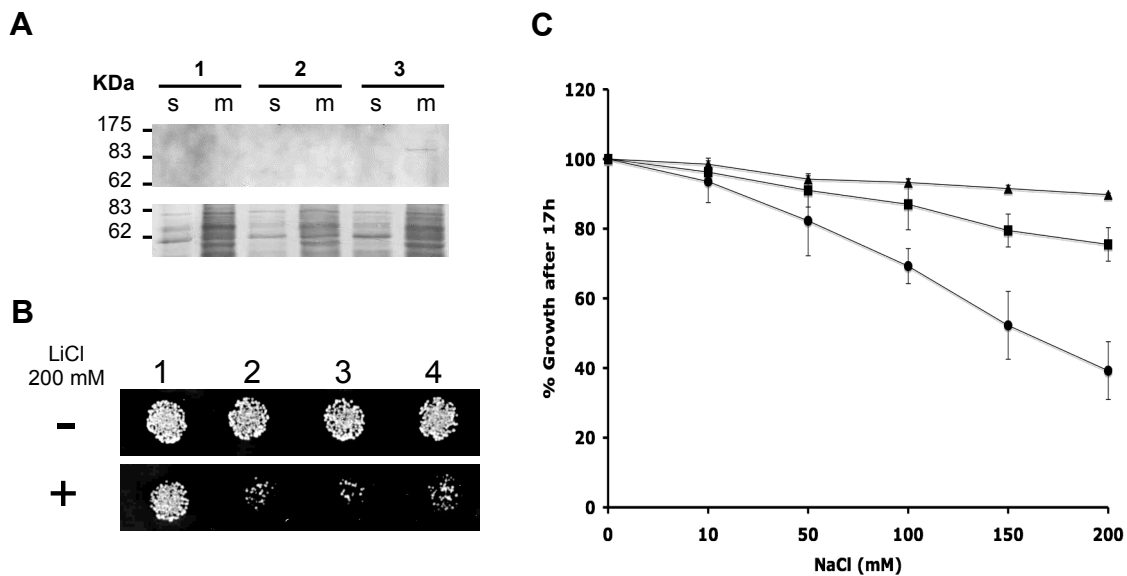 A
1 2 3
KDa
s m s m s m
175
83
62
83
62
B
LiCl
200 mM
1 2 3 4
-
+
C
% Growth after 17h
120
100
80
60
40
20
0
0 10 50 100 150 200
NaCl (mM)